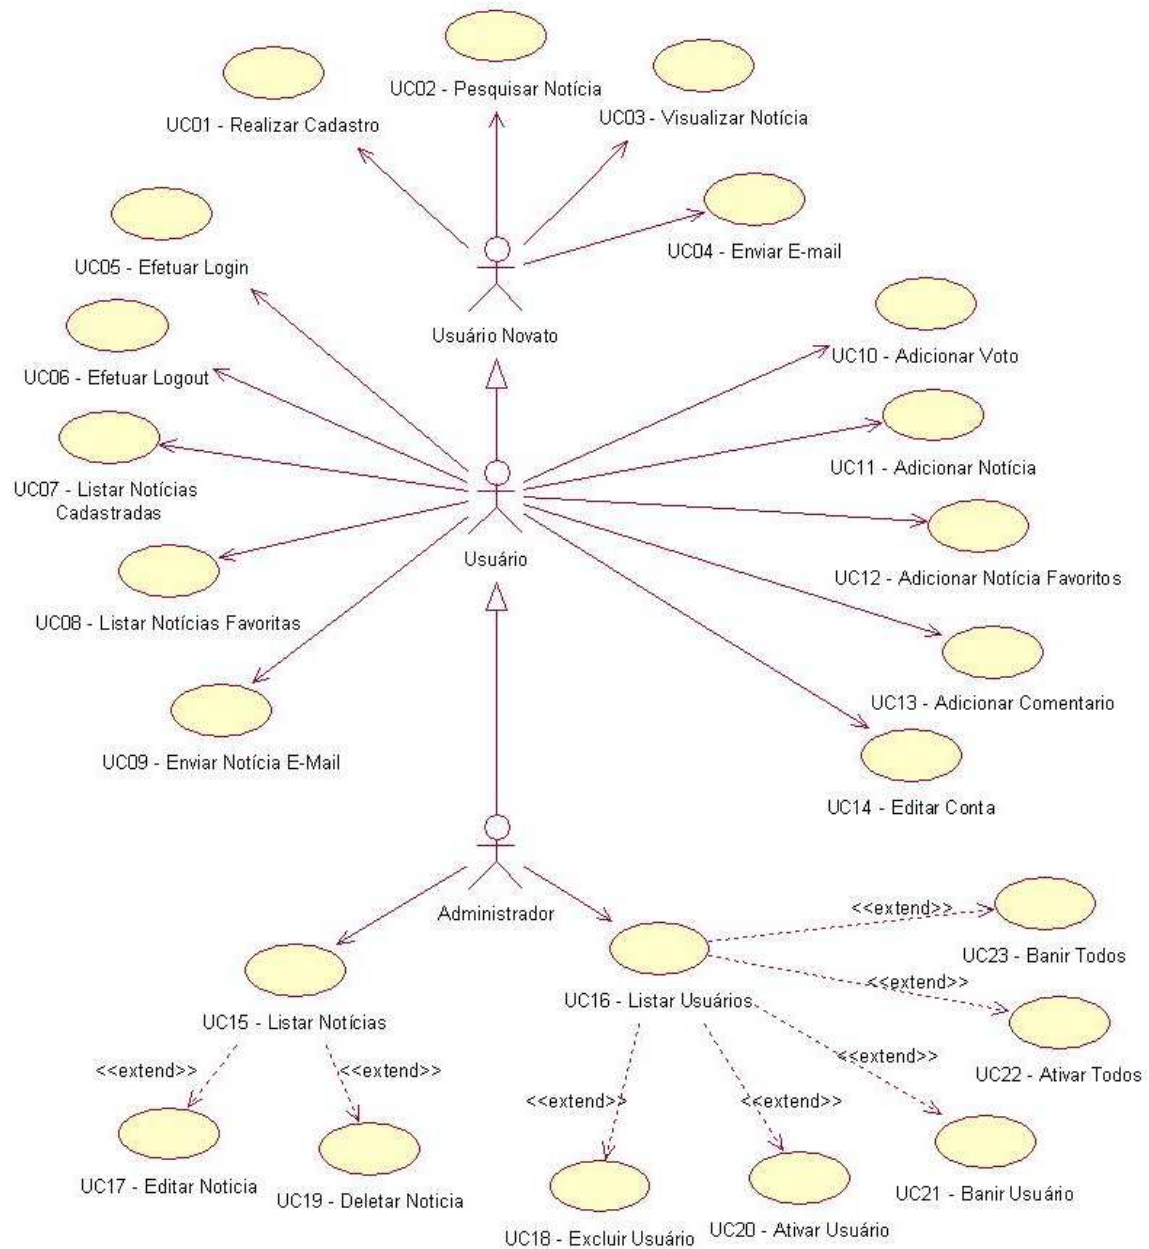 UC02 - Pesquisar Notícia
UC03 - Visualizar Notícia
UC01 - Realizar Cadastro
UC04 - Enviar E-mail
UC05 - Efetuar Login
Usuário Novato
UC10 - Adicionar Voto
UC06 - Efetuar Logout
UC11 - Adicionar Notícia
UC07 - Listar Notícias
Cadastradas
Usuário
UC12 - Adicionar Notícia Favoritos
UC08 - Listar Notícias Favoritas
UC13 - Adicionar Comentario
UC09 - Enviar Notícia E-Mail
UC14 - Editar Conta
Administrador
<<extend>>
UC23 - Banir Todos
<<extend>>
UC16 - Listar Usuários
UC15 - Listar Notícias
<<extend>>
UC22 - Ativar Todos
<<extend>>
<<extend>>
<<extend>>
<<extend>>
UC17 - Editar Noticia
UC19 - Deletar Noticia
UC21 - Banir Usuário
UC20 - Ativar Usuário
UC18 - Excluir Usuário